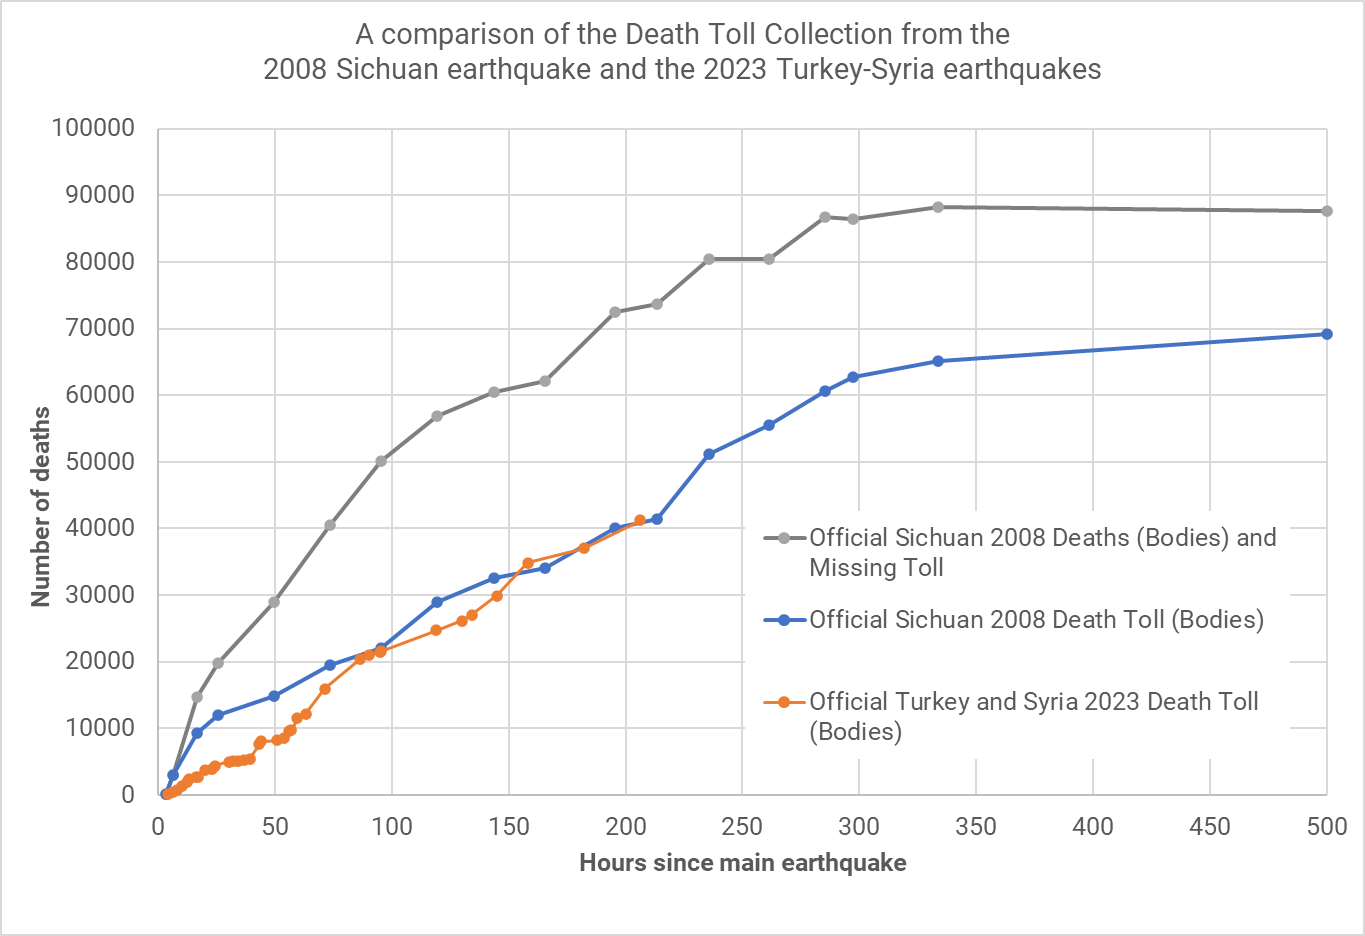 A comparison of the Death Toll Collection from the
2008 Sichuan earthquake and the 2023 Turkey-Syria earthquakes
100000
90000
80000
70000
60000
50000
40000
30000
20000
10000
0
Number of deaths
Official Sichuan 2008 Deaths (Bodies) and
Missing Toll
Official Sichuan 2008 Death Toll (Bodies)
Official Turkey and Syria 2023 Death Toll
(Bodies)
0 50 100 150 200 250 300 350 400 450 500
Hours since main earthquake